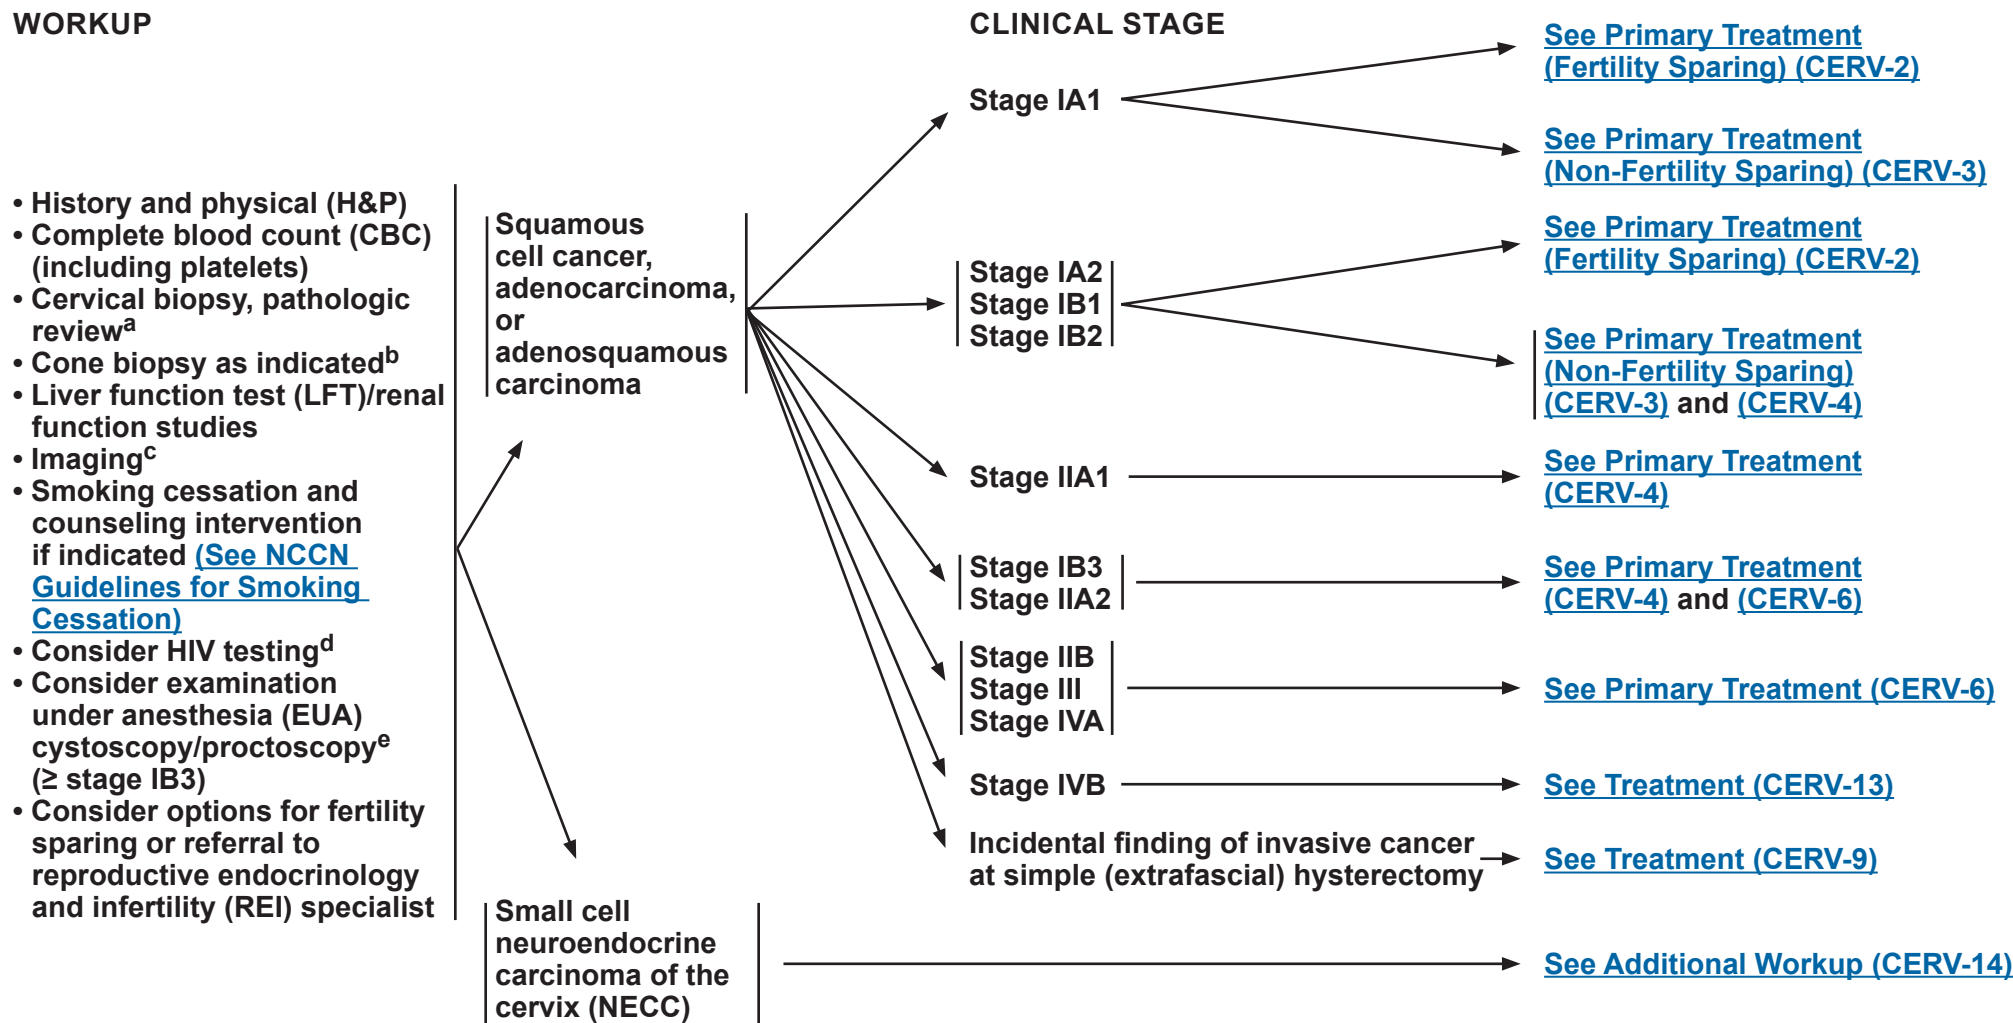 WORKUP
• History and physical (H&P)
• Complete blood count (CBC)
(including platelets)
• Cervical biopsy, pathologic
reviewa
• Cone biopsy as indicatedb
• Liver function test (LFT)/renal
function studies
• Imagingc
• Smoking cessation and
counseling intervention
if indicated (See NCCN
Guidelines for Smoking
Cessation)
• Consider HIV testingd
• Consider examination
under anesthesia (EUA)
cystoscopy/proctoscopye
(≥ stage IB3)
• Consider options for fertility
sparing or referral to
reproductive endocrinology
and infertility (REI) specialist
Squamous
cell cancer,
adenocarcinoma,
or
adenosquamous
carcinoma
Small cell
neuroendocrine
carcinoma of the
cervix (NECC)
CLINICAL STAGE
Stage IA1
Stage IA2
Stage IB1
Stage IB2
Stage IIA1
Stage IB3
Stage IIA2
Stage IIB
Stage III
Stage IVA
Stage IVB
Incidental finding of invasive cancer
at simple (extrafascial) hysterectomy
See Primary Treatment
(Fertility Sparing) (CERV-2)
See Primary Treatment
(Non-Fertility Sparing) (CERV-3)
See Primary Treatment
(Fertility Sparing) (CERV-2)
See Primary Treatment
(Non-Fertility Sparing)
(CERV-3) and (CERV-4)
See Primary Treatment
(CERV-4)
See Primary Treatment
(CERV-4) and (CERV-6)
See Primary Treatment (CERV-6)
See Treatment (CERV-13)
See Treatment (CERV-9)
See Additional Workup (CERV-14)